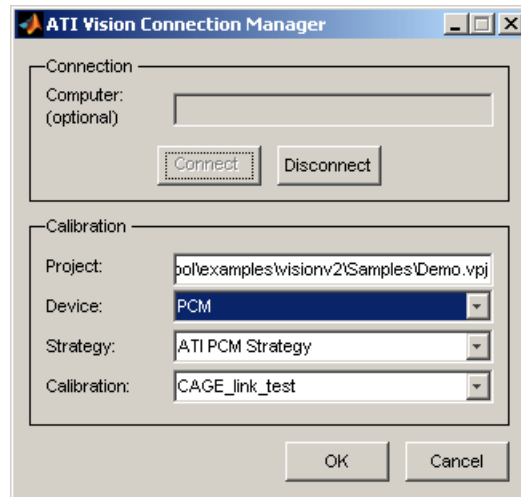 ATI Vision Connection Manager
Connection
Computer:
(optional)
Connect
Disconnect
Calibration
Project:
ool\examples\visionv2\Samples\Demo.vpj
Device:
PCM
Strategy:
ATI PCM Strategy
Calibration:
CAGE_link_test
OK
Cancel